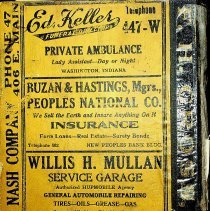 Ed. Keller
Telephone
FUNERAL DIRECTOR
47-W
PRIVATE AMBULANCE
Lady Assistant—Day or Night
WASHINGTON, INDIANA
BUZAN & HASTINGS, Mgrs.,
PEOPLES NATIONAL CO.
We Sell the Earth and Insure Anything On It
INSURANCE
Farm Loans—Real Estate—Surety Bonds
NEW PEOPLES BANK BLDG.
WILLIS H. MULLAN
SERVICE GARAGE
Authorized HUPMOBILE Agency
GENERAL AUTOMOBILE REPAIRING
TIRES—OILS—GREASE—GAS
NASH COMPANY
PHONE 47
406 E. MAIN